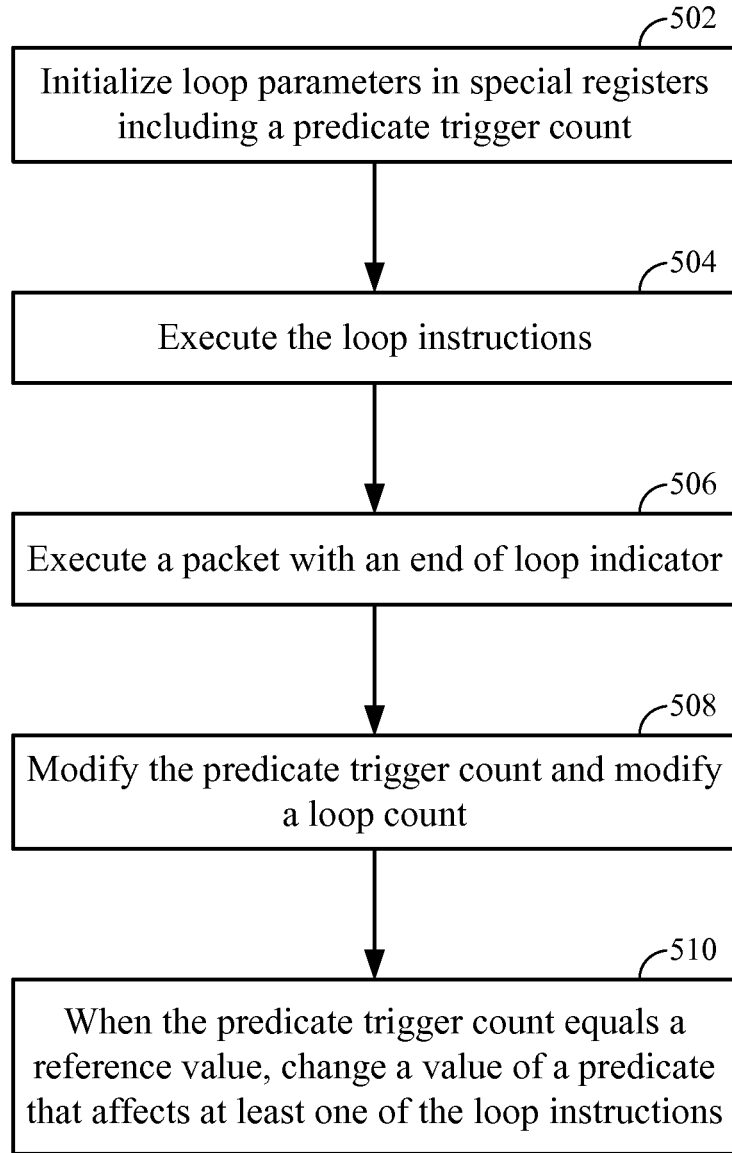 502
Initialize loop parameters in special registers
including a predicate trigger count
504
Execute the loop instructions
506
Execute a packet with an end of loop indicator
508
Modify the predicate trigger count and modify
a loop count
510
When the predicate trigger count equals a
reference value, change a value of a predicate
that affects at least one of the loop instructions